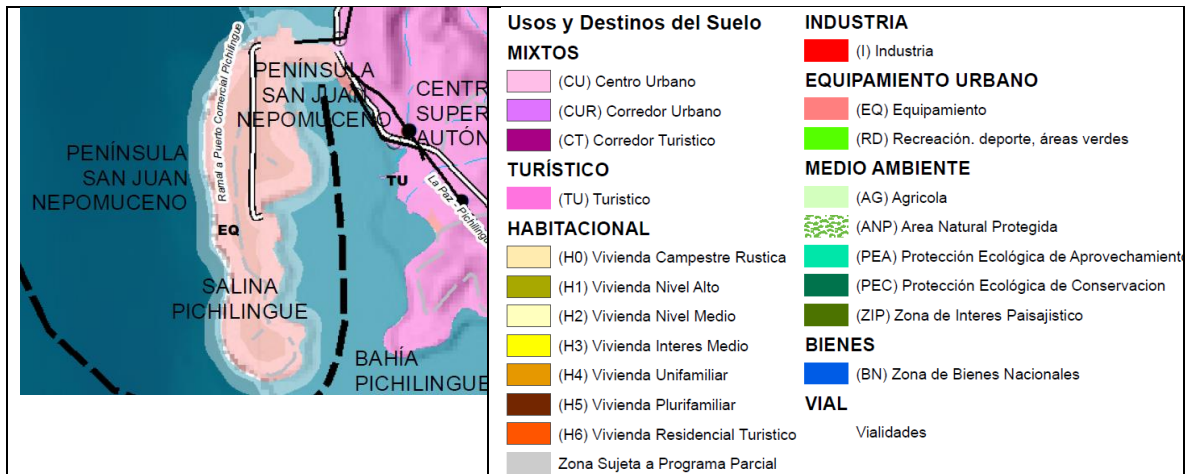 Ramal a Puerto Comercial Pichilingue
PENÍNSULA
SAN JUAN
NEPOMUCENO
CENTR
SUPER
AUTÓN
PENÍNSULA
SAN JUAN
NEPOMUCENO
TU
La Paz - Pichilingue
EQ
SALINA
PICHILINGUE
BAHÍA
PICHILINGUE
Usos y Destinos del Suelo
MIXTOS
(CU) Centro Urbano
(CUR) Corredor Urbano
(CT) Corredor Turistico
TURÍSTICO
(TU) Turistico
HABITACIONAL
(H0) Vivienda Campestre Rustica
(H1) Vivienda Nivel Alto
(H2) Vivienda Nivel Medio
(H3) Vivienda Interes Medio
(H4) Vivienda Unifamiliar
(H5) Vivienda Plurifamiliar
(H6) Vivienda Residencial Turistico
Zona Sujeta a Programa Parcial
INDUSTRIA
(I) Industria
EQUIPAMIENTO URBANO
(EQ) Equipamiento
(RD) Recreación. deporte, áreas verdes
MEDIO AMBIENTE
(AG) Agricola
(ANP) Area Natural Protegida
(PEA) Protección Ecológica de Aprovechamiento
(PEC) Protección Ecológica de Conservacion
(ZIP) Zona de Interes Paisajistico
BIENES
(BN) Zona de Bienes Nacionales
VIAL
Vialidades